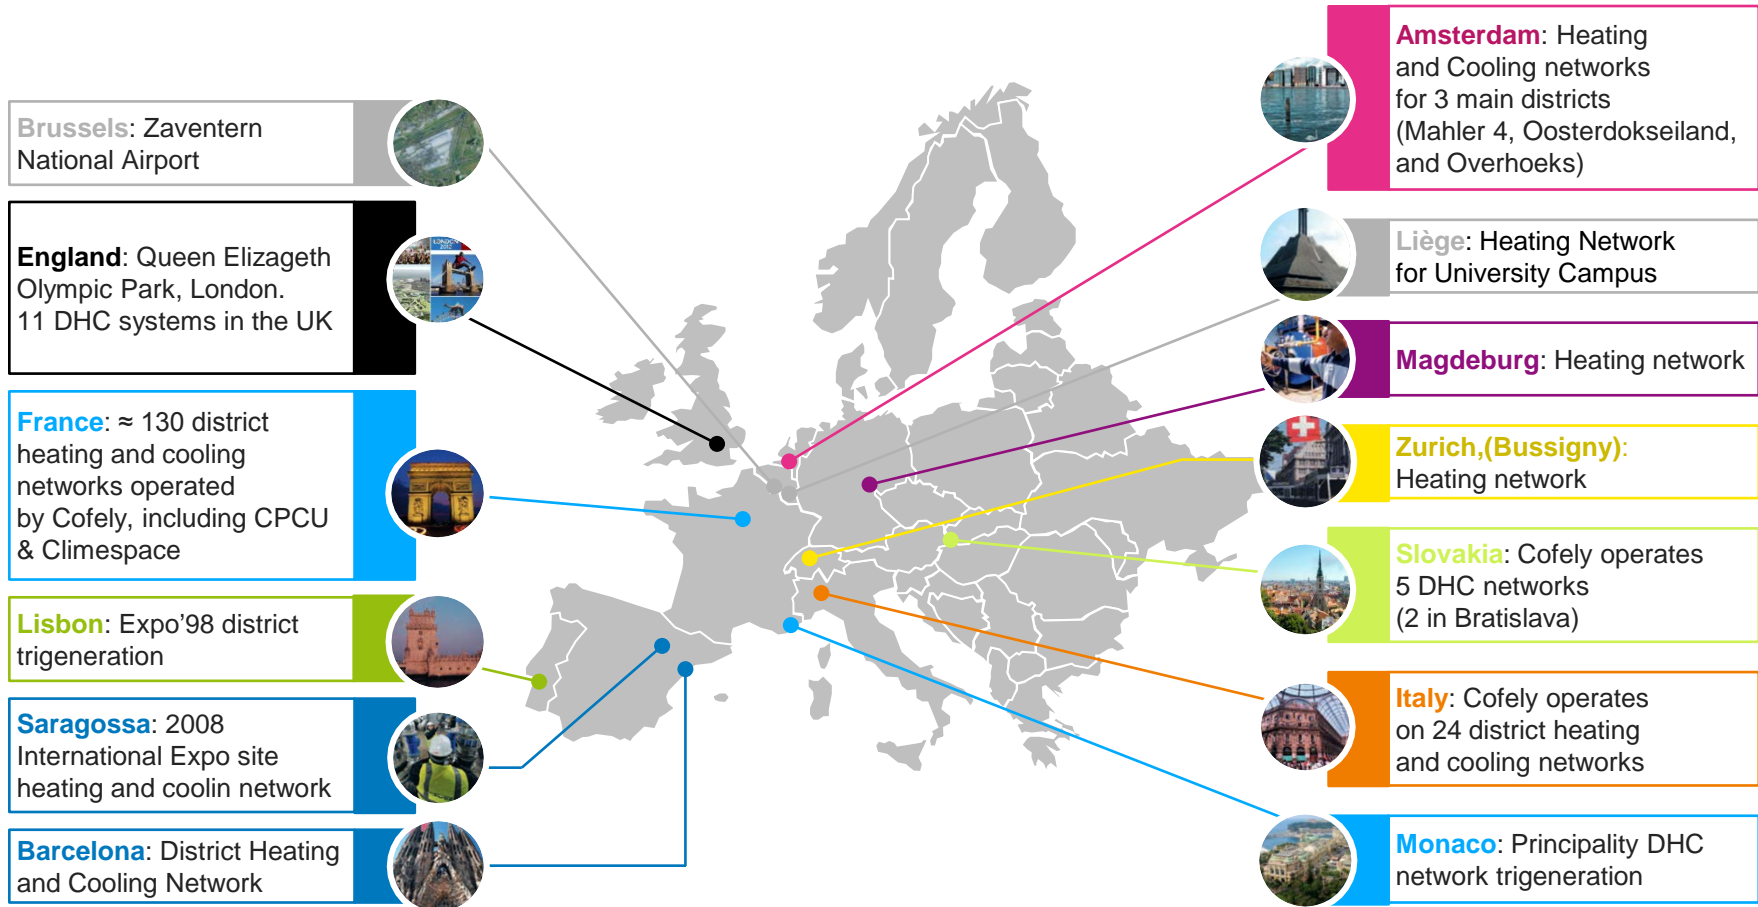 Brussels: Zaventern
National Airport
England: Queen Elizageth
Olympic Park, London.
11 DHC systems in the UK
France: ≈ 130 district
heating and cooling
networks operated
by Cofely, including CPCU
& Climespace
Lisbon: Expo’98 district
trigeneration
Saragossa: 2008
International Expo site
heating and coolin network
Barcelona: District Heating
and Cooling Network
LONDON
2012
Amsterdam: Heating
and Cooling networks
for 3 main districts
(Mahler 4, Oosterdokseiland,
and Overhoeks)
Liège: Heating Network
for University Campus
Magdeburg: Heating network
Zurich,(Bussigny):
Heating network
Slovakia: Cofely operates
5 DHC networks
(2 in Bratislava)
Italy: Cofely operates
on 24 district heating
and cooling networks
Monaco: Principality DHC
network trigeneration